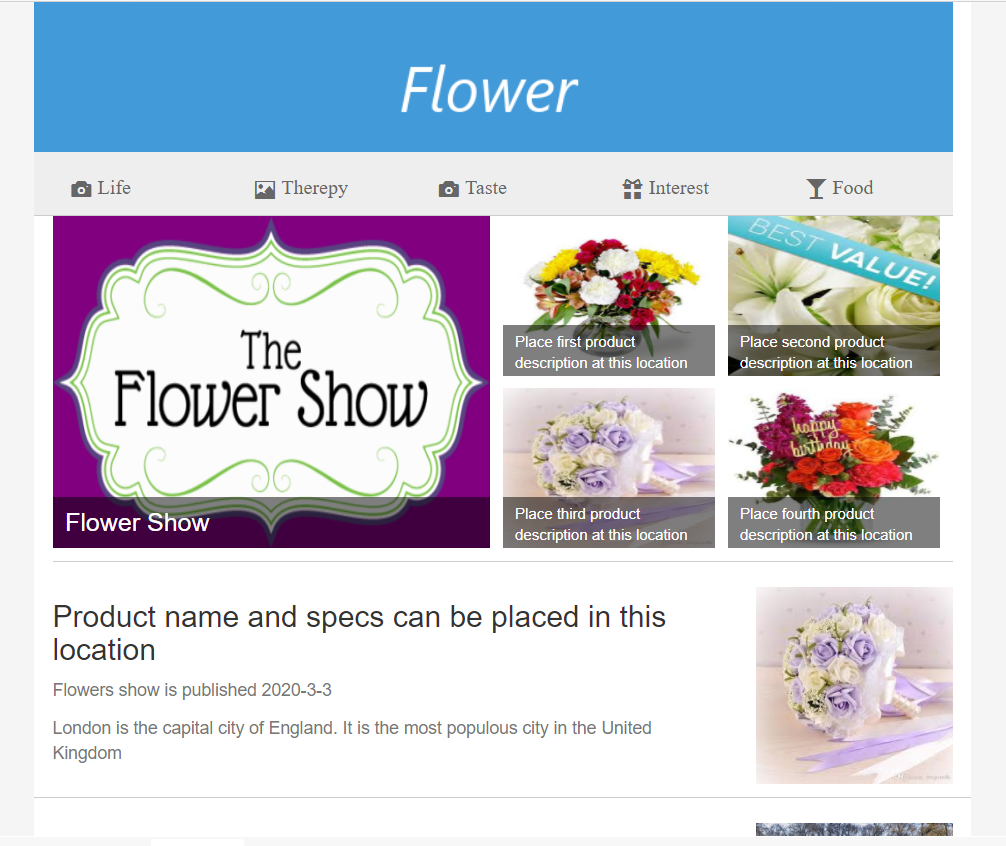 Flower
Life
Therepy
Taste
Interest
Food
The
Flower Show
Flower Show
Place first product
description at this location
BEST VALUE!
Place second product
description at this location
Place third product
description at this location
happy
birthday
Place fourth product
description at this location
Product name and specs can be placed in this
location
Flowers show is published 2020-3-3
London is the capital city of England. It is the most populous city in the United
Kingdom